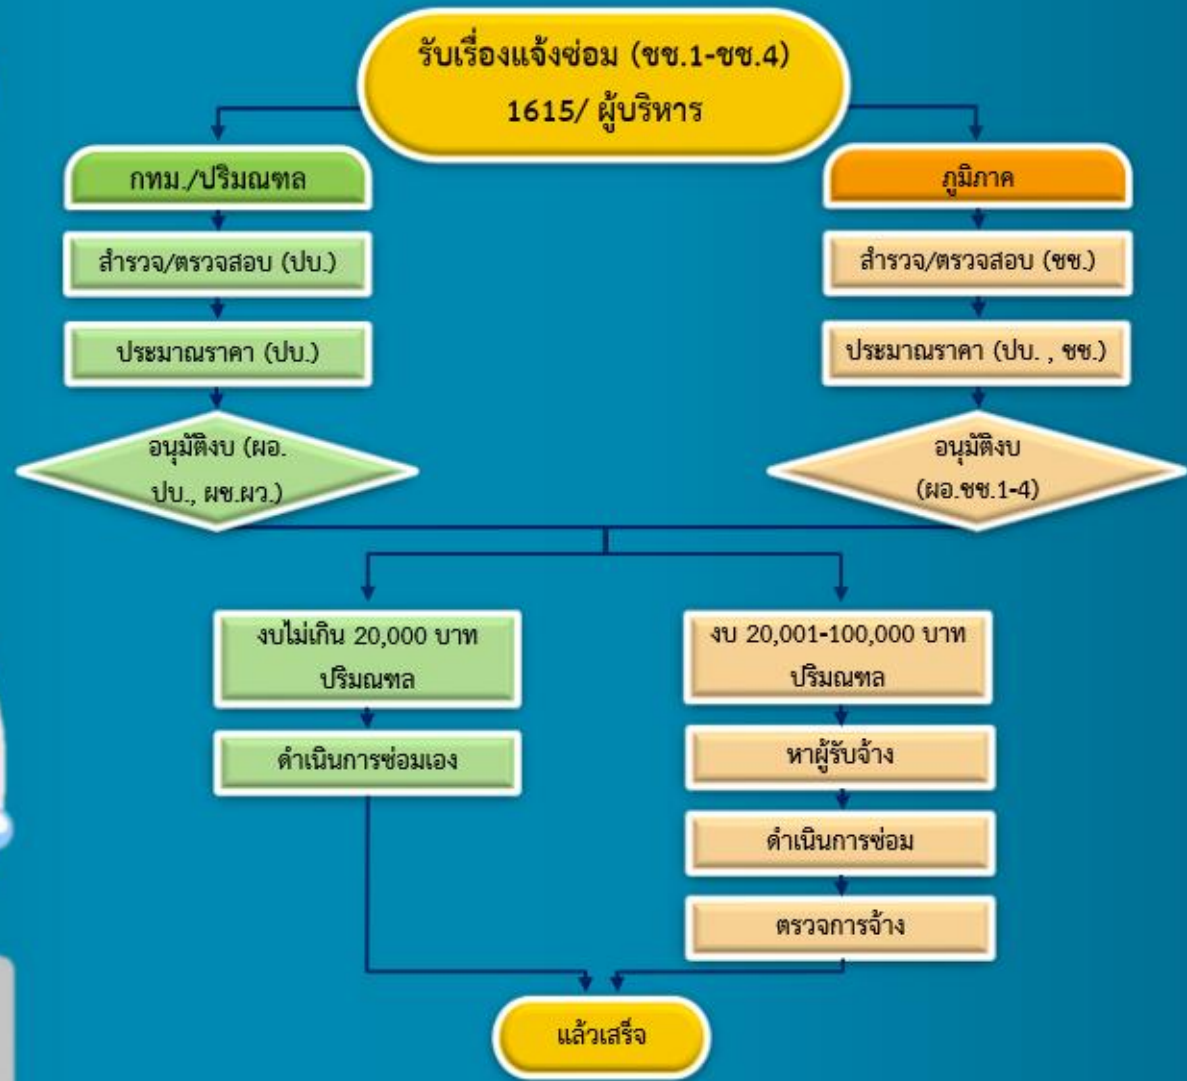 รับเรื่องแจ้งซ่อม (ชช.1-ชช.4)
1615/ ผู้บริหาร
กทม./ปริมณฑล
ภูมิภาค
สำรวจ/ตรวจสอบ (ปบ.)
สำรวจ/ตรวจสอบ (ชช.)
ประมาณราคา (ปบ.)
ประมาณราคา (ปบ. , ชช.)
อนุมัติงบ (ผอ.
ปบ., ผช.ผว.)
อนุมัติงบ
(ผอ.ชช.1-4)
งบไม่เกิน 20,000 บาท
ปริมณฑล
งบ 20,001-100,000 บาท
ปริมณฑล
ดำเนินการซ่อมเอง
หาผู้รับจ้าง
ดำเนินการซ่อม
ตรวจการจ้าง
แล้วเสร็จ